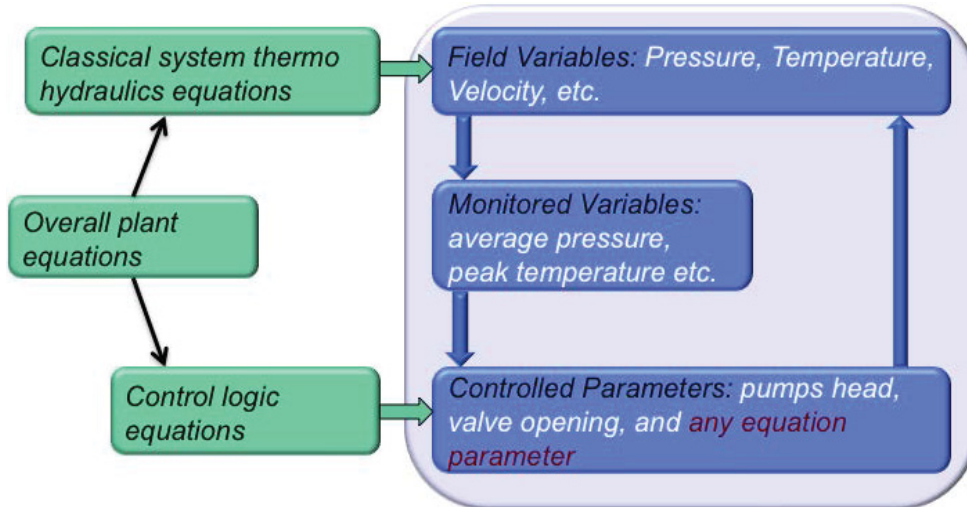 Classical system thermo
hydraulics equations
Field Variables: Pressure, Temperature,
Velocity, etc.
Overall plant
equations
Monitored Variables:
average pressure,
peak temperature etc.
Control logic
equations
Controlled Parameters: pumps head,
valve opening, and any equation
parameter